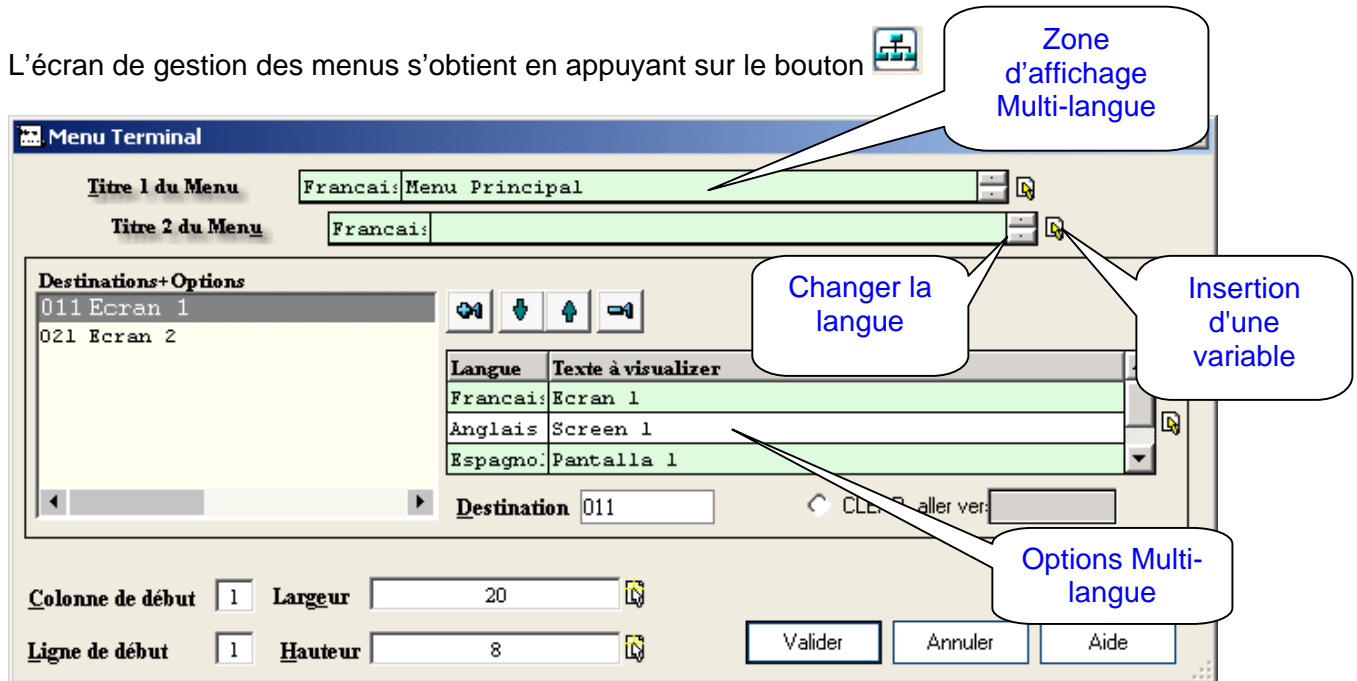 L’écran de gestion des menus s’obtient en appuyant sur le bouton
Zone
d’affichage
Multi-langue
Menu Terminal
Titre 1 du Menu
Francais Menu Principal
Titre 2 du Menu
Francais
Changer la
langue
Insertion
d'une
variable
Destinations+Options
011 Ecran 1
021 Ecran 2
Langue Texte à visualizer
Francais Ecran 1
Anglais Screen 1
Espagno Pantalla 1
Destination 011
aller vers
Options Multi-
langue
Colonne de début 1 Largeur 20
Ligne de début 1 Hauteur 8
Valider Annuler Aide